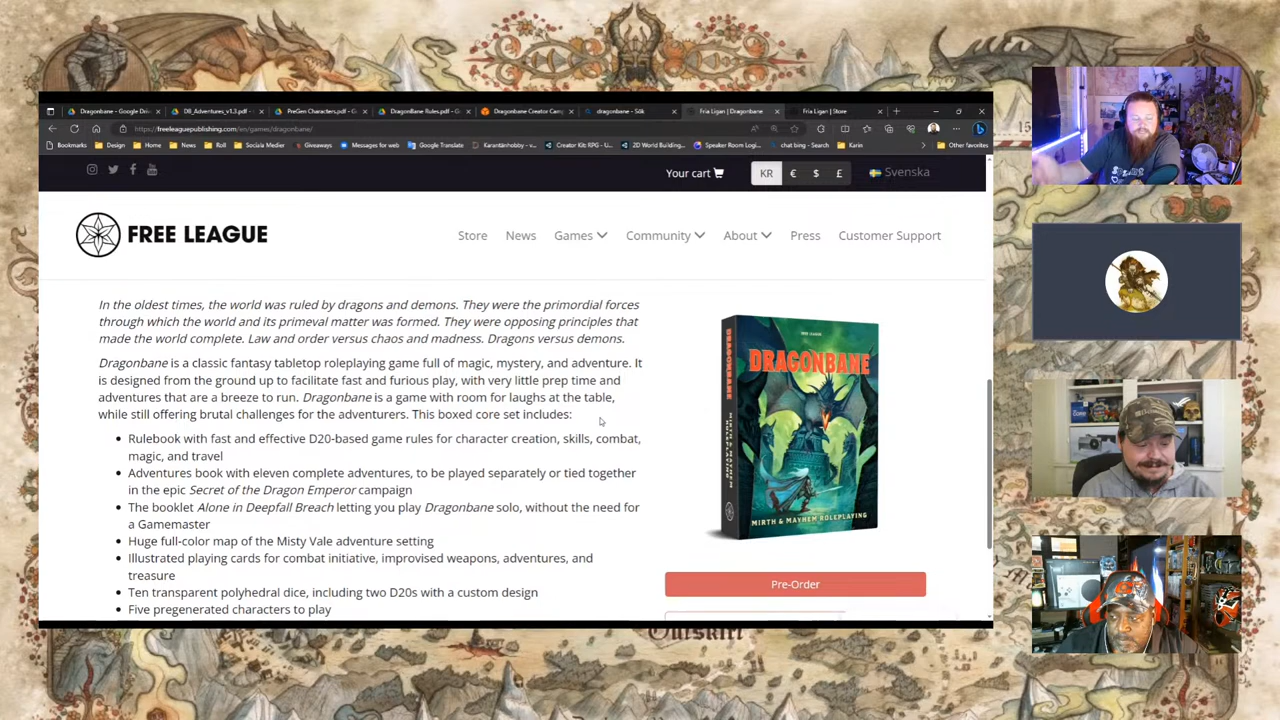 Dragonbane - Google Driv
DB_Adventures_v1.3.pdf -
PreGen Characters.pdf - G
DragonBane Rules.pdf - G
Dragonbane Creator Cam
dragonbane - Sök
Fria Ligan | Dragonbane
Fria Ligan | Store
https://freeleaguepublishing.com/en/games/dragonbane/
Bookmarks Design Home News Roll Sociala Medier Giveaways Messages for web Google Translate Karantänhobby - v... Creator Kit: RPG - U... 2D World Building... Speaker Room Logi... chat bing - Search Karin Other favorites
Your cart KR € $ £ Svenska
FREE LEAGUE
Store News Games Community About Press Customer Support
In the oldest times, the world was ruled by dragons and demons. They were the primordial forces
through which the world and its primeval matter was formed. They were opposing principles that
made the world complete. Law and order versus chaos and madness. Dragons versus demons.
Dragonbane is a classic fantasy tabletop roleplaying game full of magic, mystery, and adventure. It
is designed from the ground up to facilitate fast and furious play, with very little prep time and
adventures that are a breeze to run. Dragonbane is a game with room for laughs at the table,
while still offering brutal challenges for the adventurers. This boxed core set includes:
Rulebook with fast and effective D20-based game rules for character creation, skills, combat,
magic, and travel
Adventures book with eleven complete adventures, to be played separately or tied together
in the epic Secret of the Dragon Emperor campaign
The booklet Alone in Deepfall Breach letting you play Dragonbane solo, without the need for
a Gamemaster
Huge full-color map of the Misty Vale adventure setting
Illustrated playing cards for combat initiative, improvised weapons, adventures, and
treasure
Ten transparent polyhedral dice, including two D20s with a custom design
Five pregenerated characters to play
FREE LEAGUE
DRAGONBANE
DRAGONBANE
MIRTH & MAYHEM ROLEPLAYING
MIRTH & MAYHEM ROLEPLAYING
Pre-Order
Outskirt